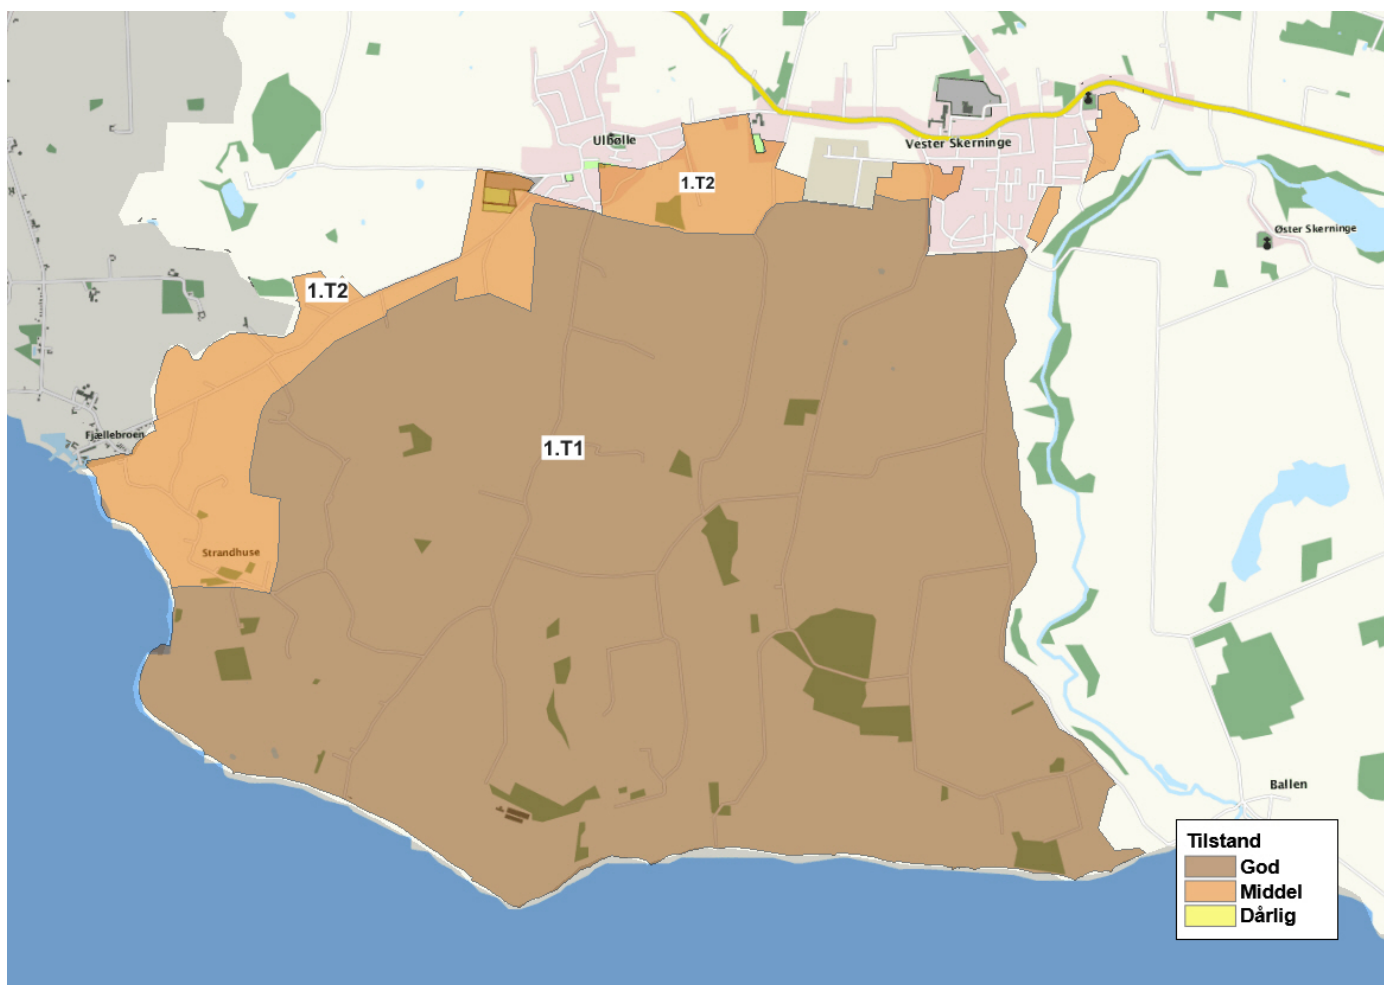 Ulbølle
Vester Skerninge
1.T2
Øster Skerninge
1.T2
Fjællebroen
1.T1
Strandhuse
Ballen
Tilstand
God
Middel
Dårlig